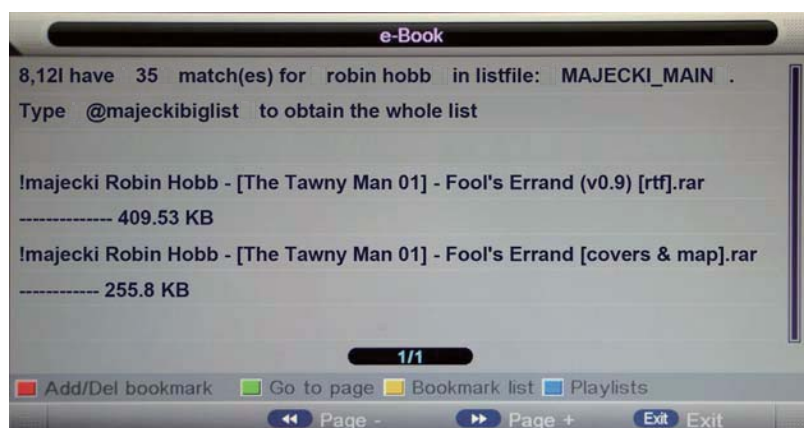 e-Book
8,12I have 35 match(es) for robin hobb in listfile: MAJECKI_MAIN .
Type @majeckibiglist to obtain the whole list
!majecki Robin Hobb - [The Tawny Man 01] - Fool's Errand (v0.9) [rtf].rar
-------------- 409.53 KB
!majecki Robin Hobb - [The Tawny Man 01] - Fool's Errand [covers & map].rar
------------ 255.8 KB
1/1
Add/Del bookmark Go to page Bookmark list Playlists
Page - Page + Exit Exit